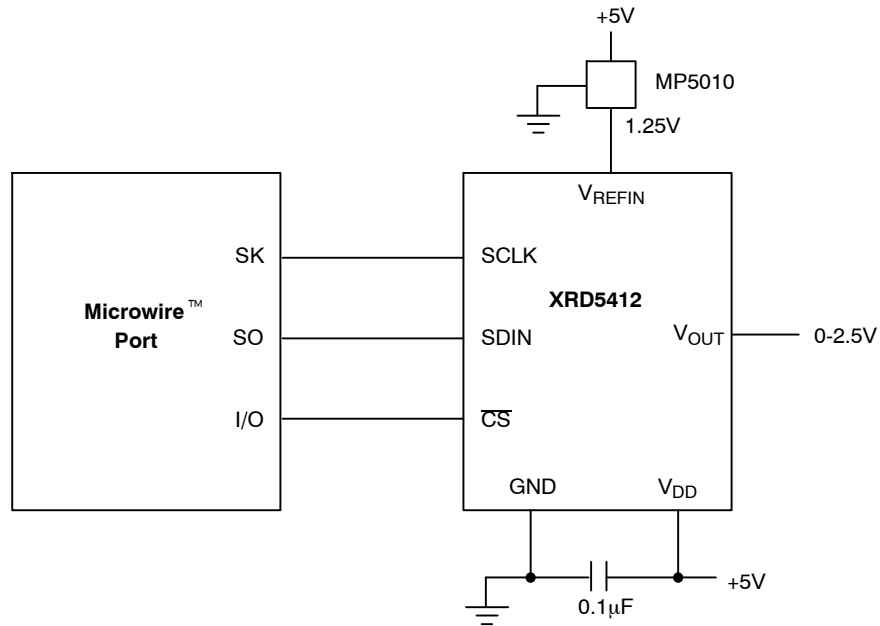 +5V
MP5010
1.25V
VREFIN
SK
SCLK
Microwire™
Port
XRD5412
SO
SDIN
VOUT
0-2.5V
I/O
CS
GND
VDD
+5V
0.1μF